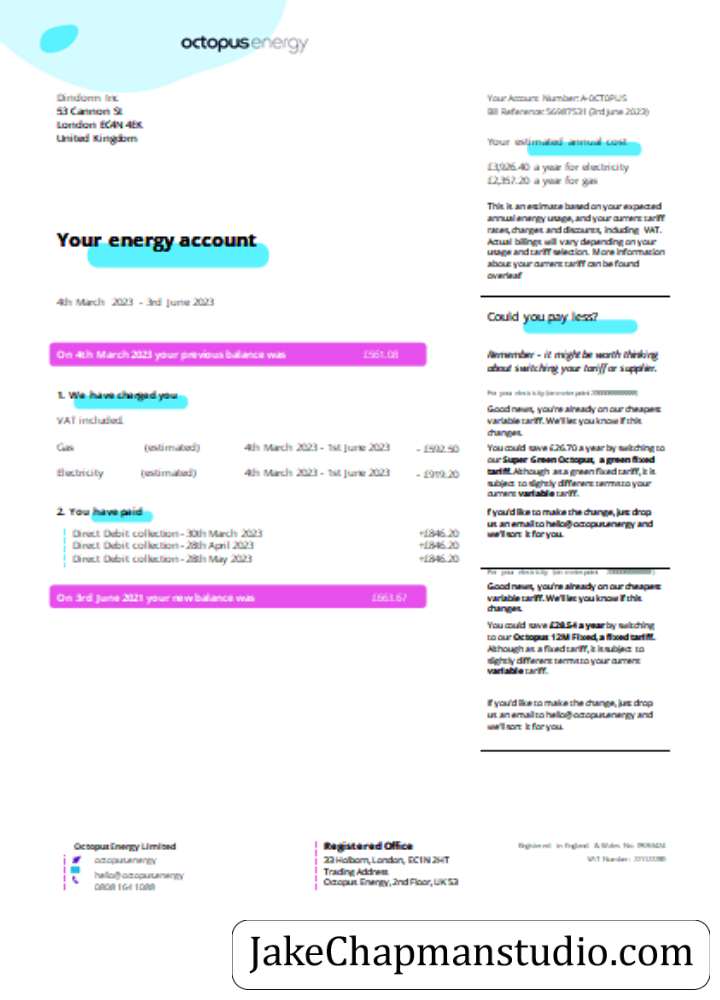 octopusenergy
Dindorm Inc
53 Cannon St
London EC4N 4EK
United Kingdom
Your Account Number: A-OCTOPUS
Bill Reference: 56987531 (3rd June 2023)
Your estimated annual cost
£3,926.40 a year for electricity
£2,357.20 a year for gas
This is an estimate based on your expected
annual energy usage, and your current tariff
rates, charges and discounts, including VAT.
Actual billings will vary depending on your
usage and tariff selection. More information
about your current tariff can be found
overleaf
Your energy account
4th March 2023 - 3rd June 2023
On 4th March 2023 your previous balance was £561.08
1. We have charged you
VAT included.
Gas (estimated) 4th March 2023 - 1st June 2023 - £592.50
Electricity (estimated) 4th March 2023 - 1st June 2023 - £919.20
2. You have paid
Direct Debit collection - 30th March 2023 +£846.20
Direct Debit collection - 28th April 2023 +£846.20
Direct Debit collection - 28th May 2023 +£846.20
On 3rd June 2021 your new balance was £663.67
Could you pay less?
Remember - it might be worth thinking
about switching your tariff or supplier.
For your electricity
Good news, you're already on our cheapest
variable tariff. We'll let you know if this
changes.
You could save £26.70 a year by switching to
our Super Green Octopus, a green fixed
tariff. Although as a green fixed tariff, it is
subject to slightly different terms to your
current variable tariff.
If you'd like to make the change, just drop
us an email to hello@octopusenergy and
we'll sort it for you.
For your electricity
Good news, you're already on our cheapest
variable tariff. We'll let you know if this
changes.
You could save £28.54 a year by switching
to our Octopus 12M Fixed, a fixed tariff.
Although as a fixed tariff, it is subject to
slightly different terms to your current
variable tariff.
If you'd like to make the change, just drop
us an email to hello@octopusenergy and
we'll sort it for you.
Octopus Energy Limited
octopusenergy
hello@octopusenergy
0808 164 1088
Registered Office
33 Holborn, London, EC1N 2HT
Trading Address
Octopus Energy, 2nd Floor, UK S3
Registered in England & Wales No.
VAT Number:
JakeChapmanstudio.com